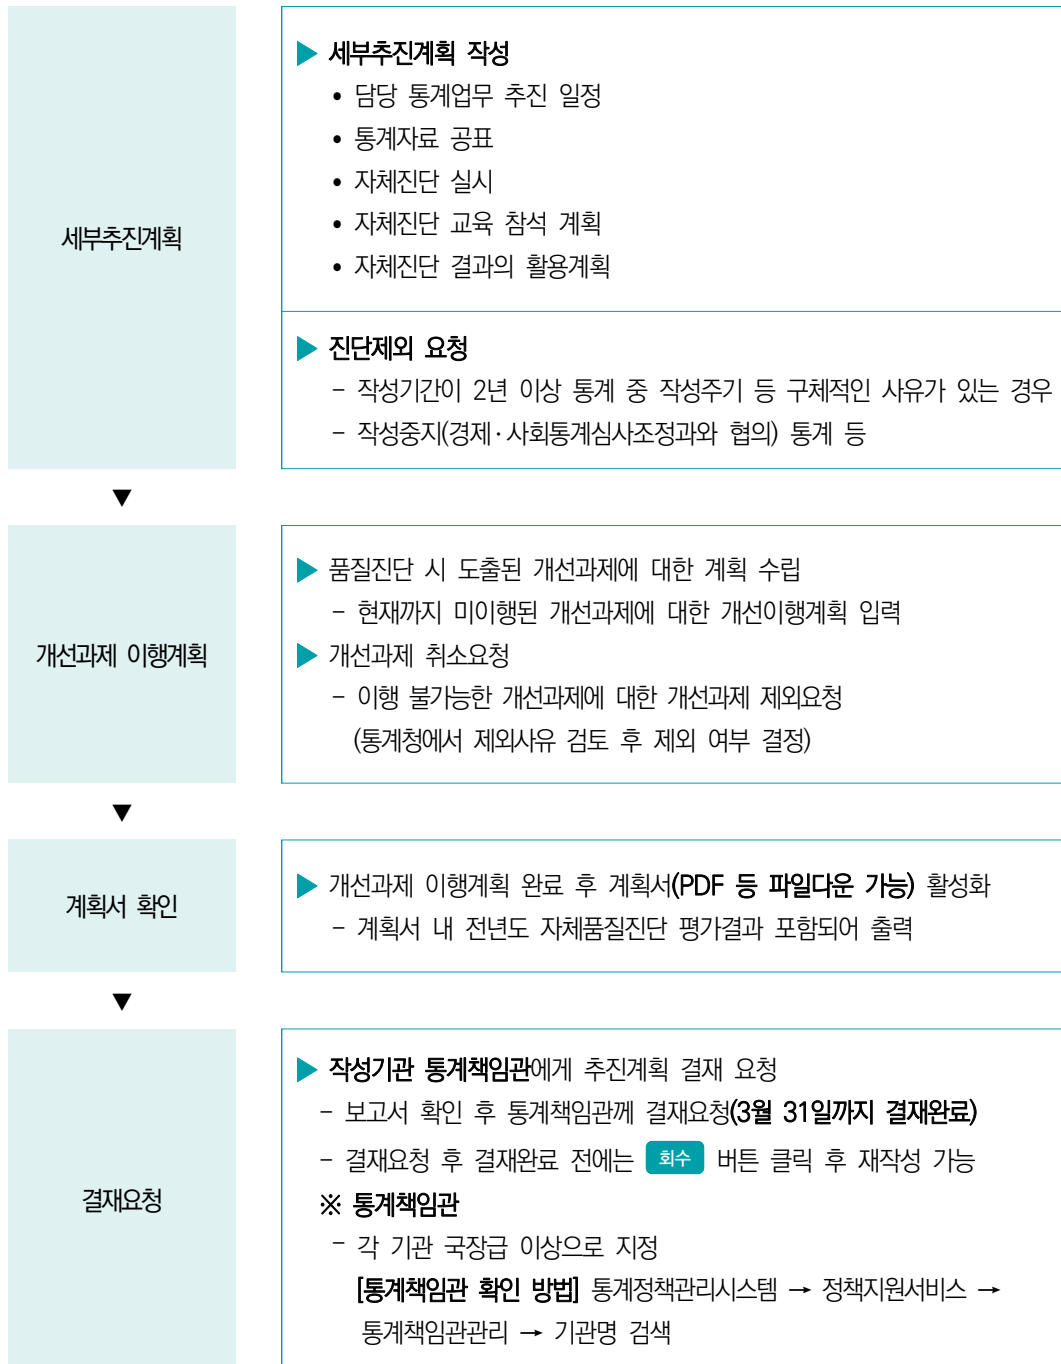 세부추진계획
▶ 세부추진계획 작성
• 담당 통계업무 추진 일정
• 통계자료 공표
• 자체진단 실시
• 자체진단 교육 참석 계획
• 자체진단 결과의 활용계획
▶ 진단제외 요청
- 작성기간이 2년 이상 통계 중 작성주기 등 구체적인 사유가 있는 경우
- 작성중지(경제·사회통계심사조정과와 협의) 통계 등
▼
개선과제 이행계획
▶ 품질진단 시 도출된 개선과제에 대한 계획 수립
- 현재까지 미이행된 개선과제에 대한 개선이행계획 입력
▶ 개선과제 취소요청
- 이행 불가능한 개선과제에 대한 개선과제 제외요청
(통계청에서 제외사유 검토 후 제외 여부 결정)
▼
계획서 확인
▶ 개선과제 이행계획 완료 후 계획서(PDF 등 파일다운 가능) 활성화
- 계획서 내 전년도 자체품질진단 평가결과 포함되어 출력
▼
결재요청
▶ 작성기관 통계책임관에게 추진계획 결재 요청
- 보고서 확인 후 통계책임관께 결재요청(3월 31일까지 결재완료)
- 결재요청 후 결재완료 전에는 회수 버튼 클릭 후 재작성 가능
※ 통계책임관
- 각 기관 국장급 이상으로 지정
[통계책임관 확인 방법] 통계정책관리시스템 → 정책지원서비스 →
통계책임관관리 → 기관명 검색